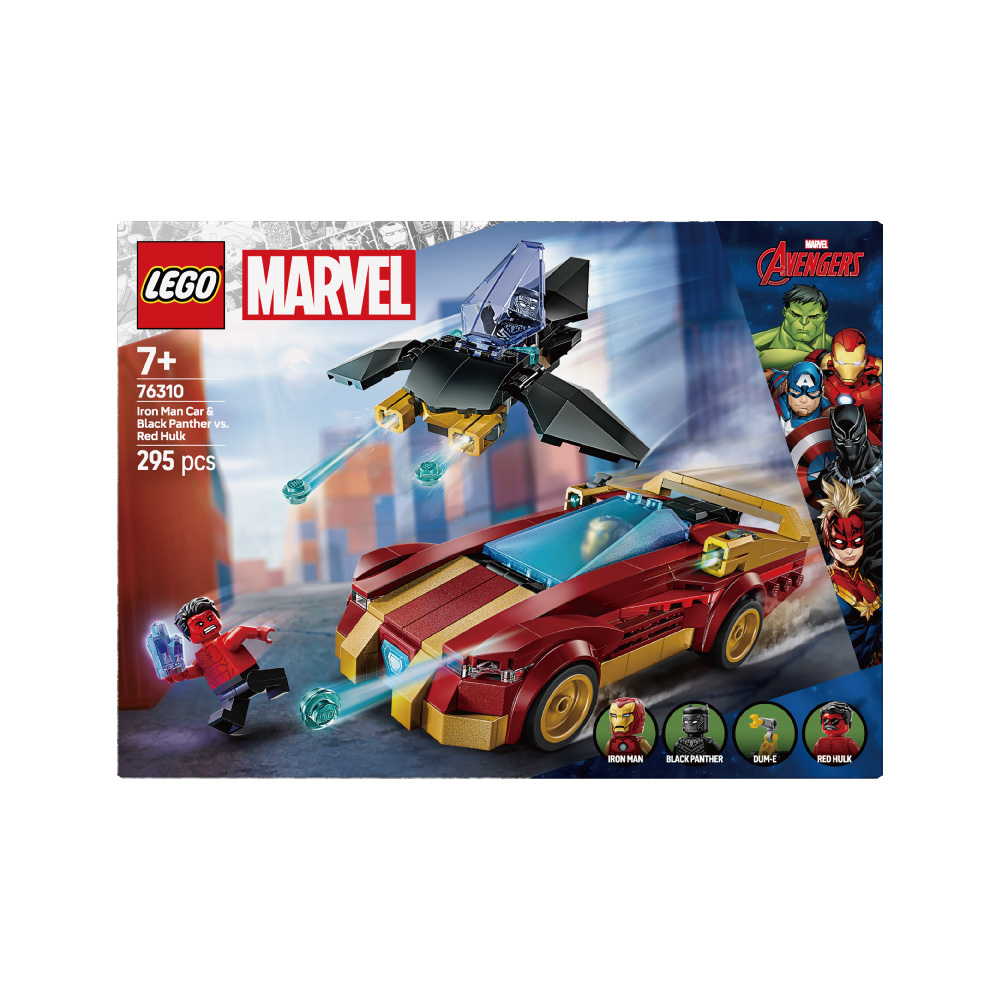 LEGO
MARVEL
7+
76310
Iron Man Car &
Black Panther vs.
Red Hulk
295 pcs
MARVEL
AVENGERS
A
IRON MAN
BLACK PANTHER
DUM-E
RED HULK